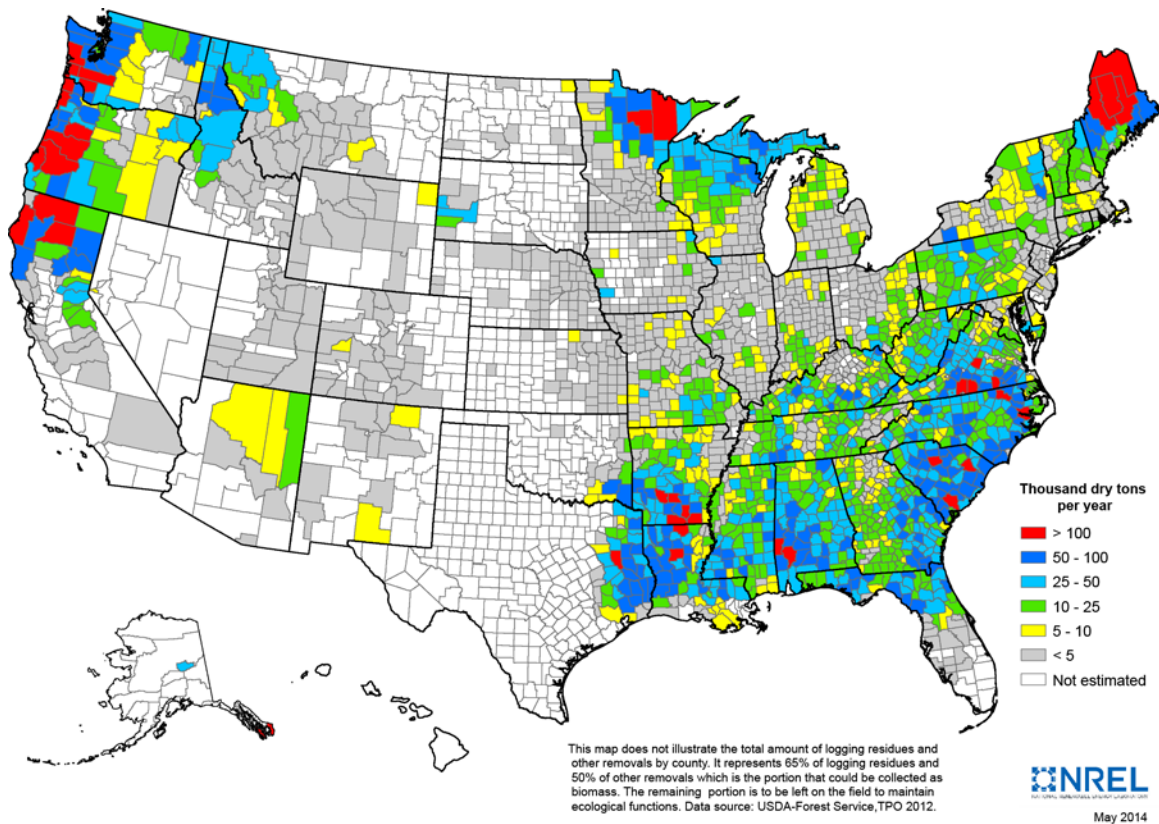 Thousand dry tons
per year
> 100
50 - 100
25 - 50
10 - 25
5 - 10
< 5
Not estimated
This map does not illustrate the total amount of logging residues and
other removals by county. It represents 65% of logging residues and
50% of other removals which is the portion that could be collected as
biomass. The remaining portion is to be left on the field to maintain
ecological functions. Data source: USDA-Forest Service,TPO 2012.
NREL
NATIONAL RENEWABLE ENERGY LABORATORY
May 2014